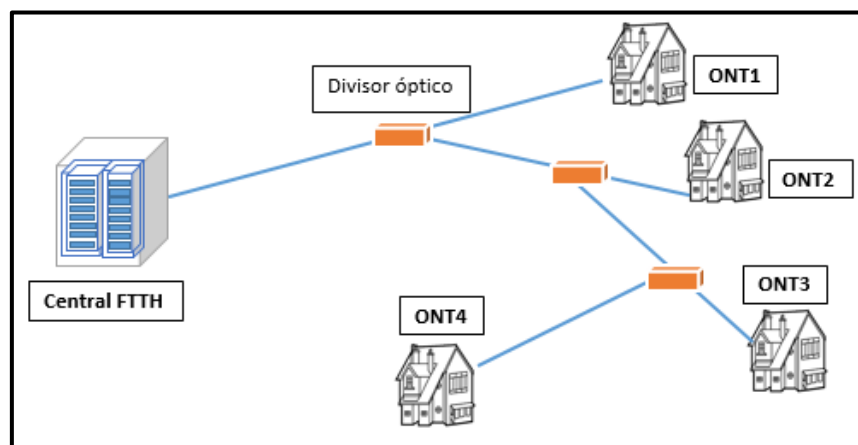 ONT1
Divisor óptico
ONT2
Central FTTH
ONT3
ONT4